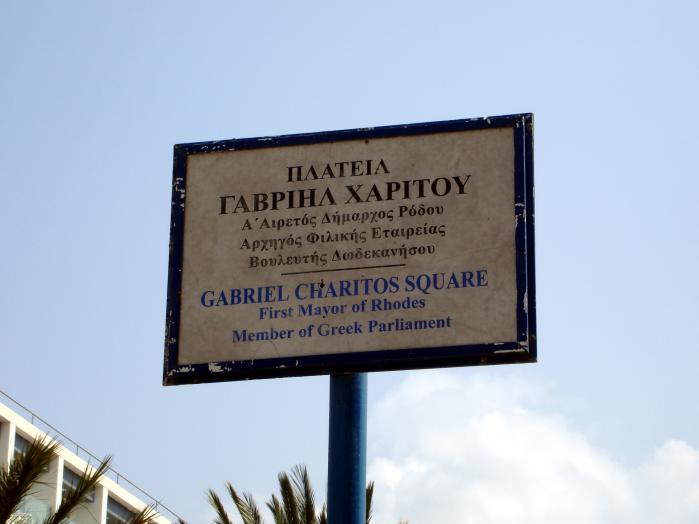 ΠΛΑΤΕΙΑ
ΓΑΒΡΙΗΛ ΧΑΡΙΤΟΥ
Α΄Αιρετός Δήμαρχος Ρόδου
Αρχηγός Φιλικής Εταιρείας
Βουλευτής Δωδεκανήσου
GABRIEL CHARITOS SQUARE
First Mayor of Rhodes
Member of Greek Parliament